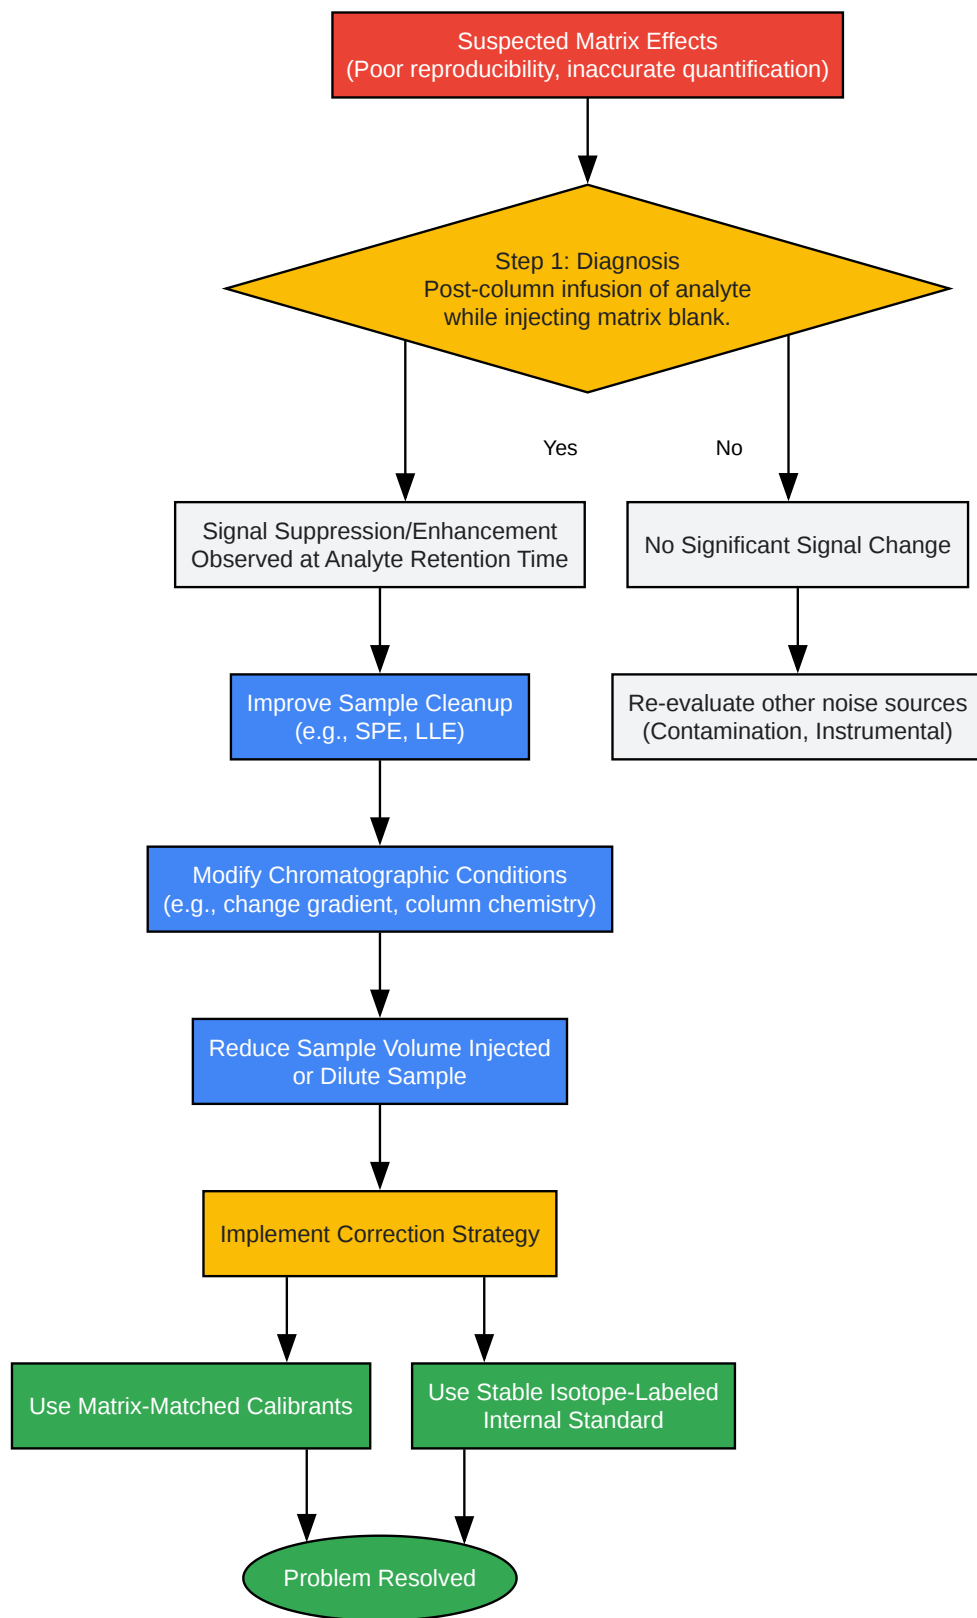 Suspected Matrix Effects
(Poor reproducibility, inaccurate quantification)
Step 1: Diagnosis
Post-column infusion of analyte
while injecting matrix blank.
Yes
No
Signal Suppression/Enhancement
Observed at Analyte Retention Time
No Significant Signal Change
Improve Sample Cleanup
(e.g., SPE, LLE)
Re-evaluate other noise sources
(Contamination, Instrumental)
Modify Chromatographic Conditions
(e.g., change gradient, column chemistry)
Reduce Sample Volume Injected
or Dilute Sample
Implement Correction Strategy
Use Matrix-Matched Calibrants
Use Stable Isotope-Labeled
Internal Standard
Problem Resolved